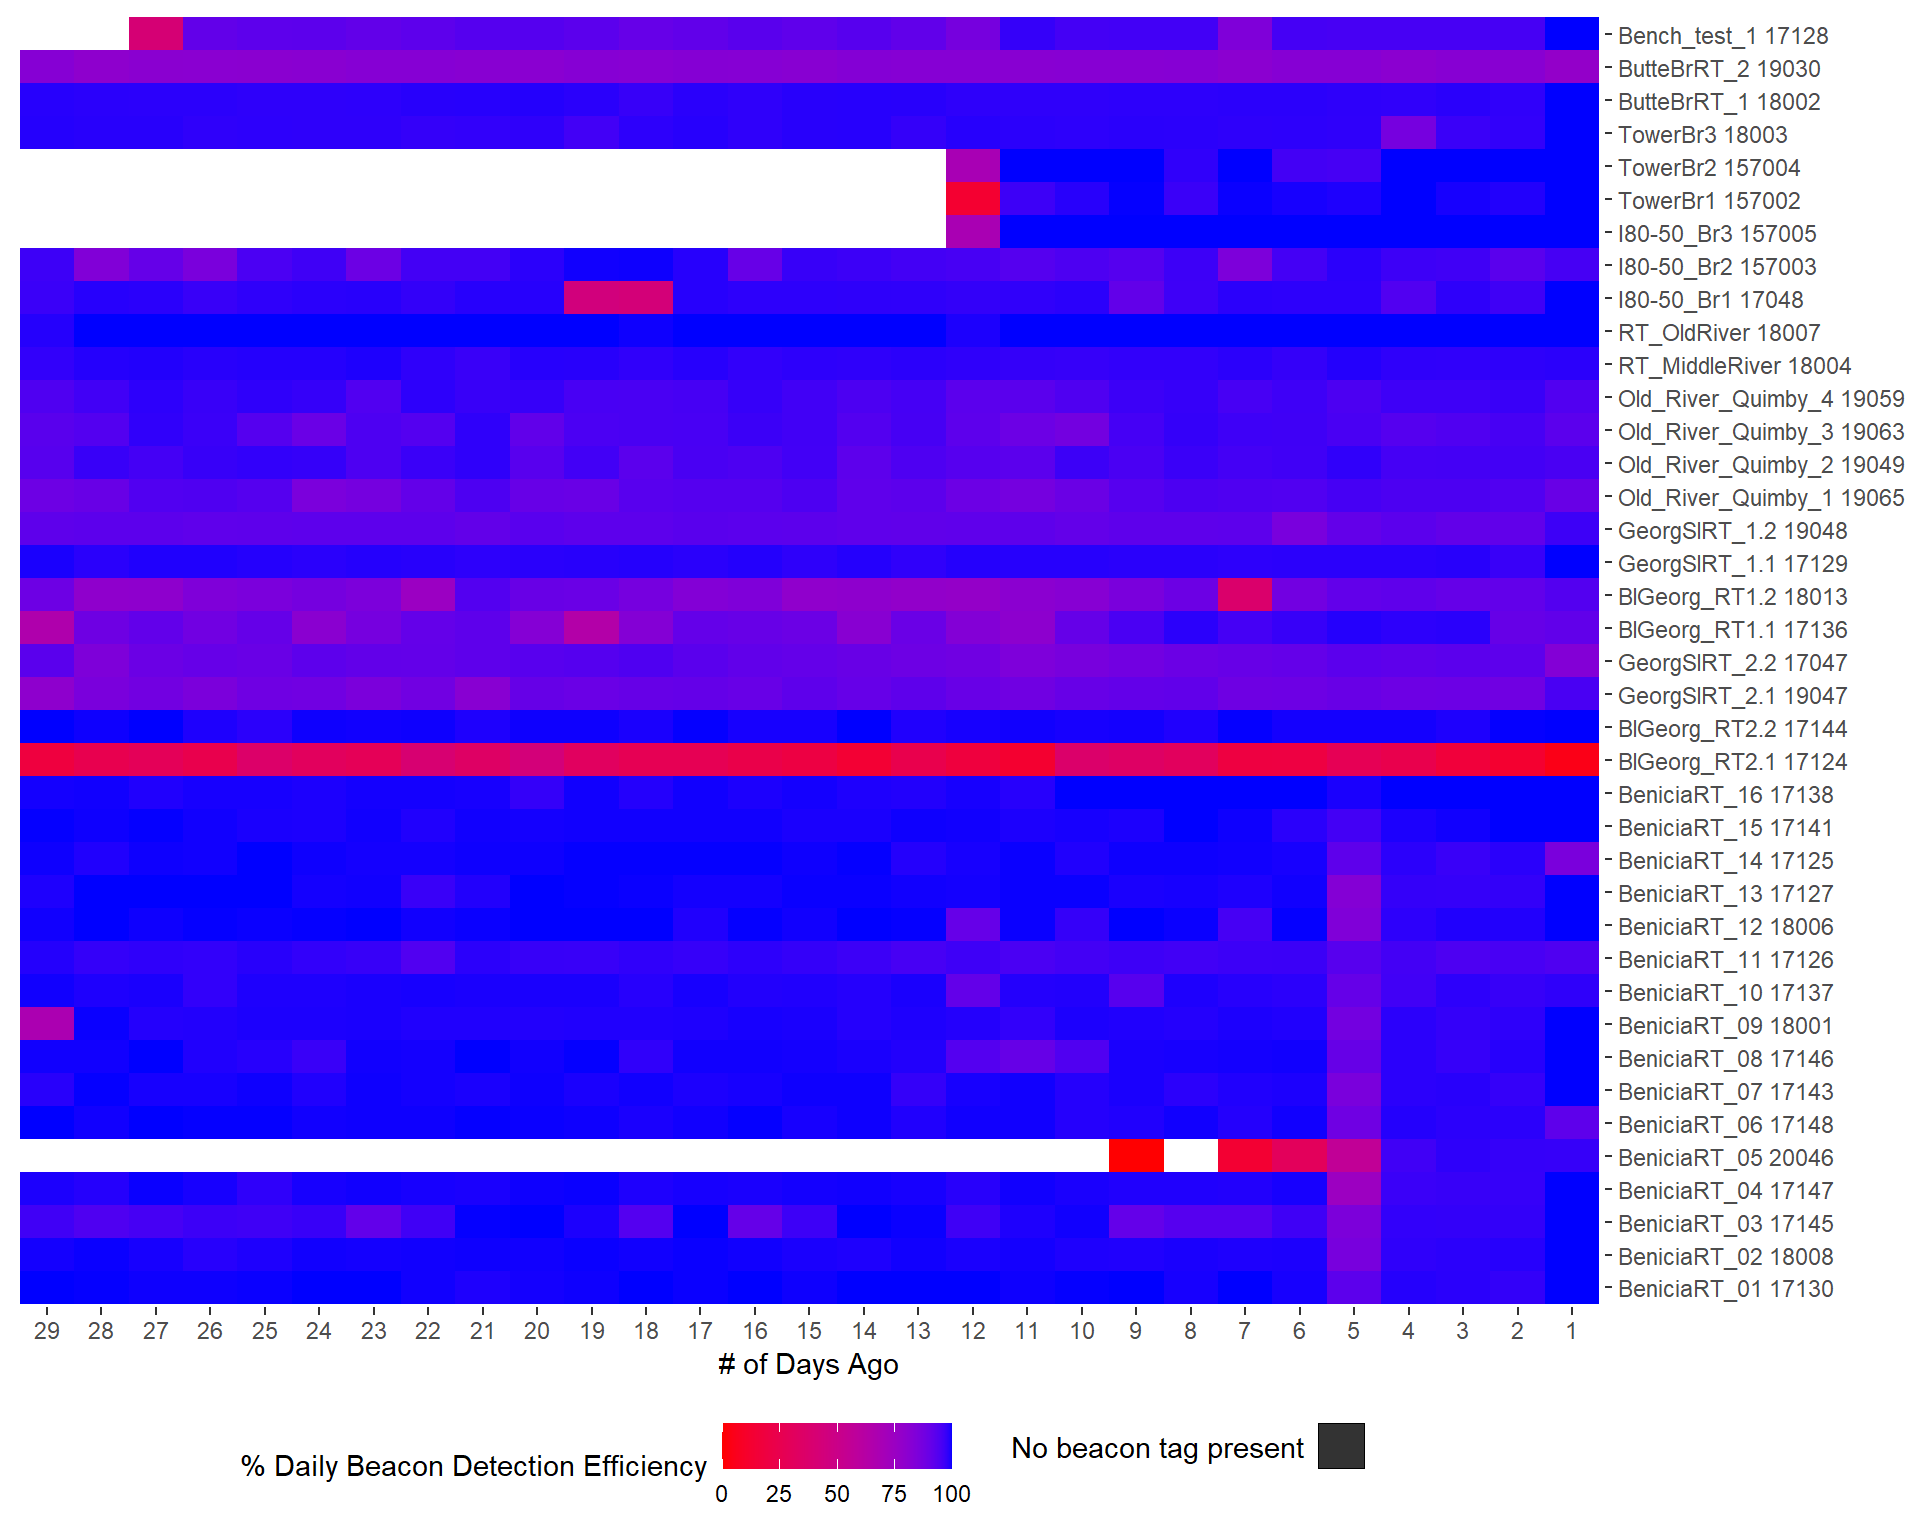 Bench_test_1 17128
ButteBrRT_2 19030
ButteBrRT_1 18002
TowerBr3 18003
TowerBr2 157004
TowerBr1 157002
I80-50_Br3 157005
I80-50_Br2 157003
I80-50_Br1 17048
RT_OldRiver 18007
RT_MiddleRiver 18004
Old_River_Quimby_4 19059
Old_River_Quimby_3 19063
Old_River_Quimby_2 19049
Old_River_Quimby_1 19065
GeorgSlRT_1.2 19048
GeorgSlRT_1.1 17129
BlGeorg_RT1.2 18013
BlGeorg_RT1.1 17136
GeorgSlRT_2.2 17047
GeorgSlRT_2.1 19047
BlGeorg_RT2.2 17144
BlGeorg_RT2.1 17124
BeniciaRT_16 17138
BeniciaRT_15 17141
BeniciaRT_14 17125
BeniciaRT_13 17127
BeniciaRT_12 18006
BeniciaRT_11 17126
BeniciaRT_10 17137
BeniciaRT_09 18001
BeniciaRT_08 17146
BeniciaRT_07 17143
BeniciaRT_06 17148
BeniciaRT_05 20046
BeniciaRT_04 17147
BeniciaRT_03 17145
BeniciaRT_02 18008
BeniciaRT_01 17130
29 28 27 26 25 24 23 22 21 20 19 18 17 16 15 14 13 12 11 10 9 8 7 6 5 4 3 2 1
# of Days Ago
% Daily Beacon Detection Efficiency
0 25 50 75 100
No beacon tag present